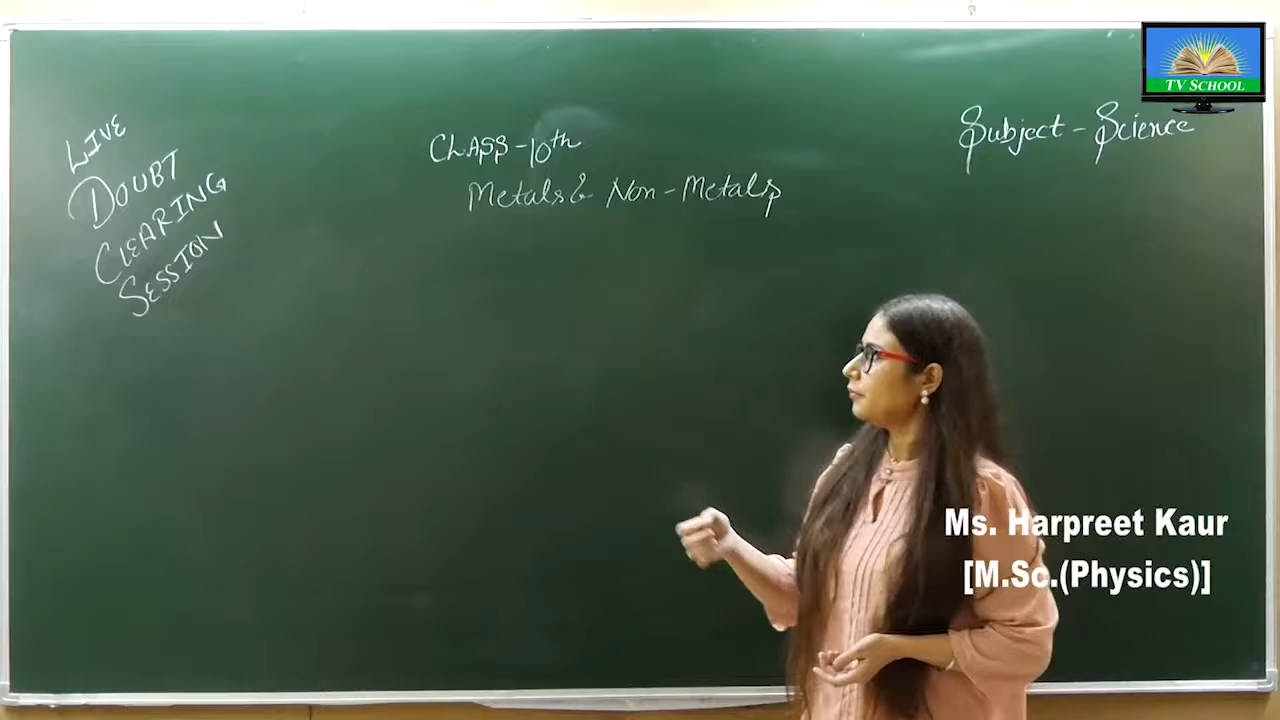 LIVE
DOUBT
CLEARING
SESSION
CLASS-10th
Metals & Non-Metals
Subject - Science
TV SCHOOL
Ms. Harpreet Kaur
[M.Sc.(Physics)]